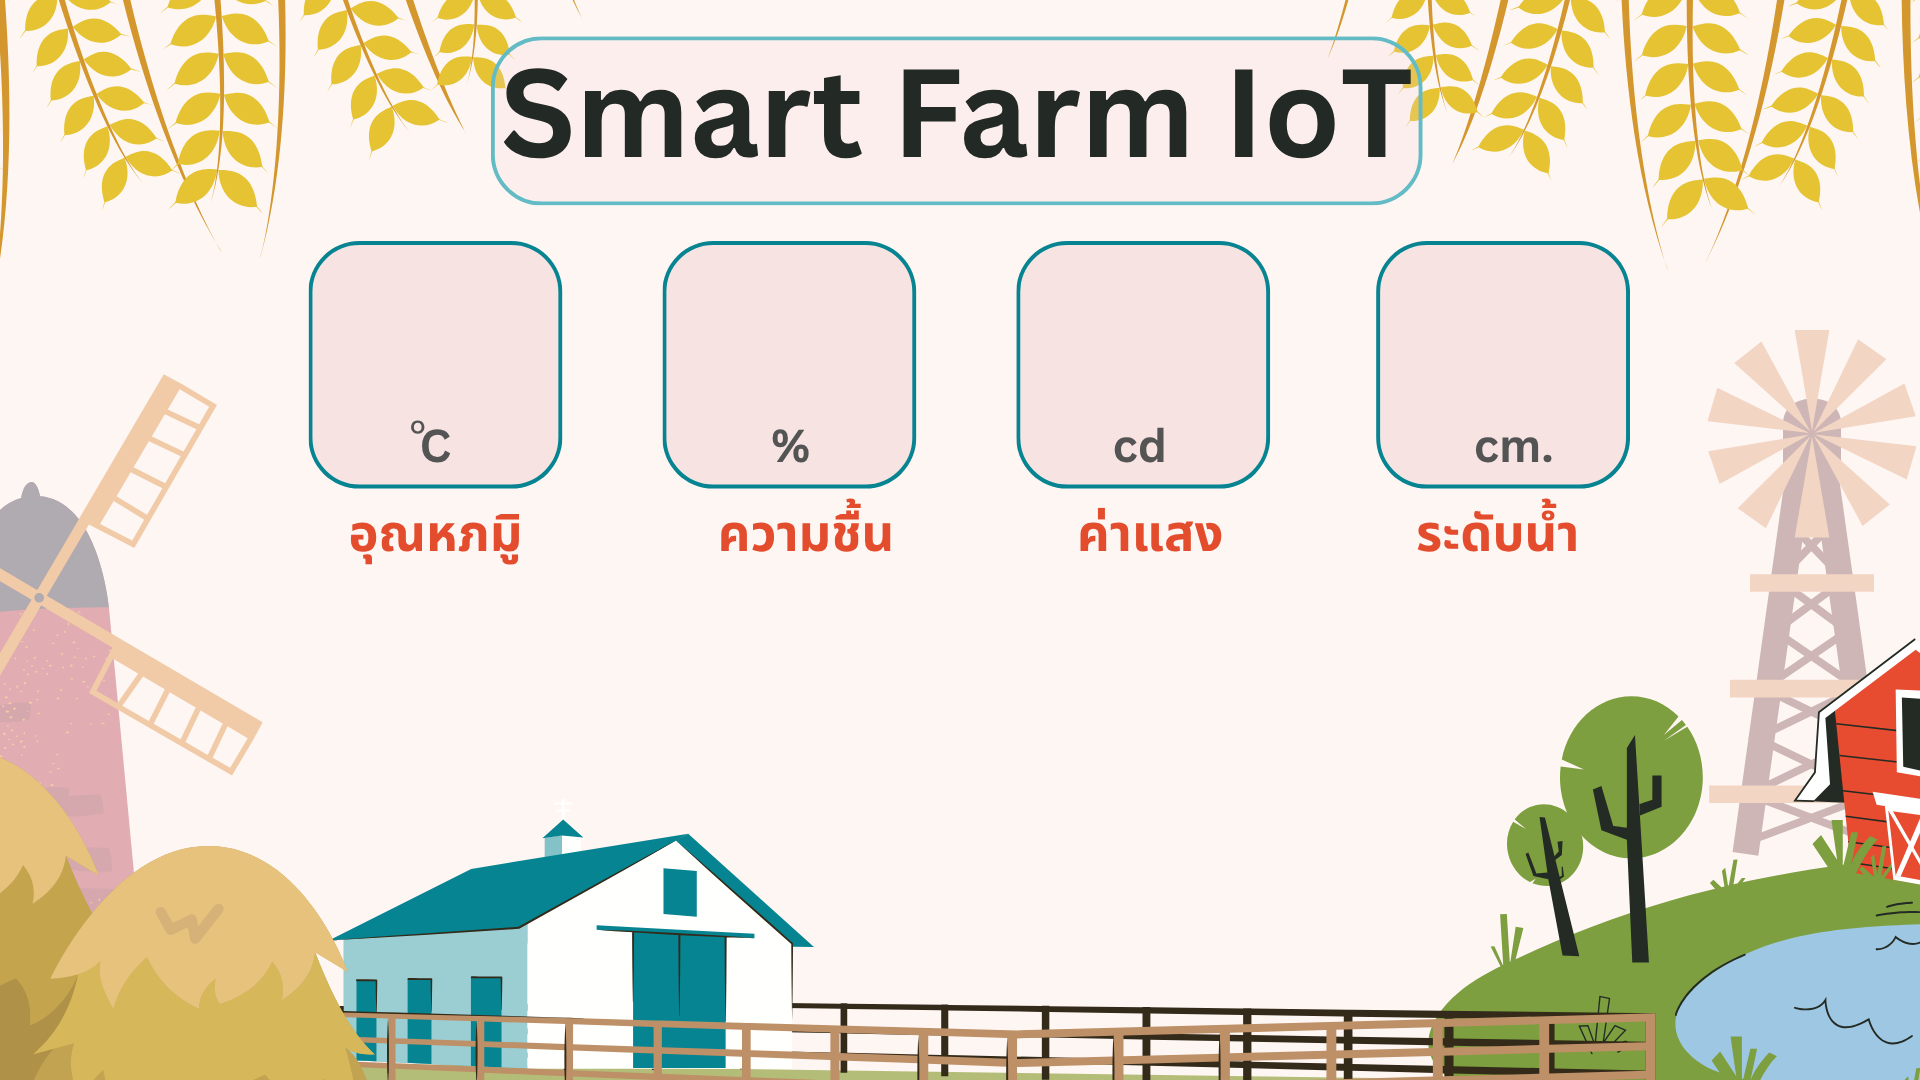 Smart Farm IoT
°C
%
cd
cm.
อุณหภมูิ
ความชื้น
ค่าแสง
ระดับน้ำ